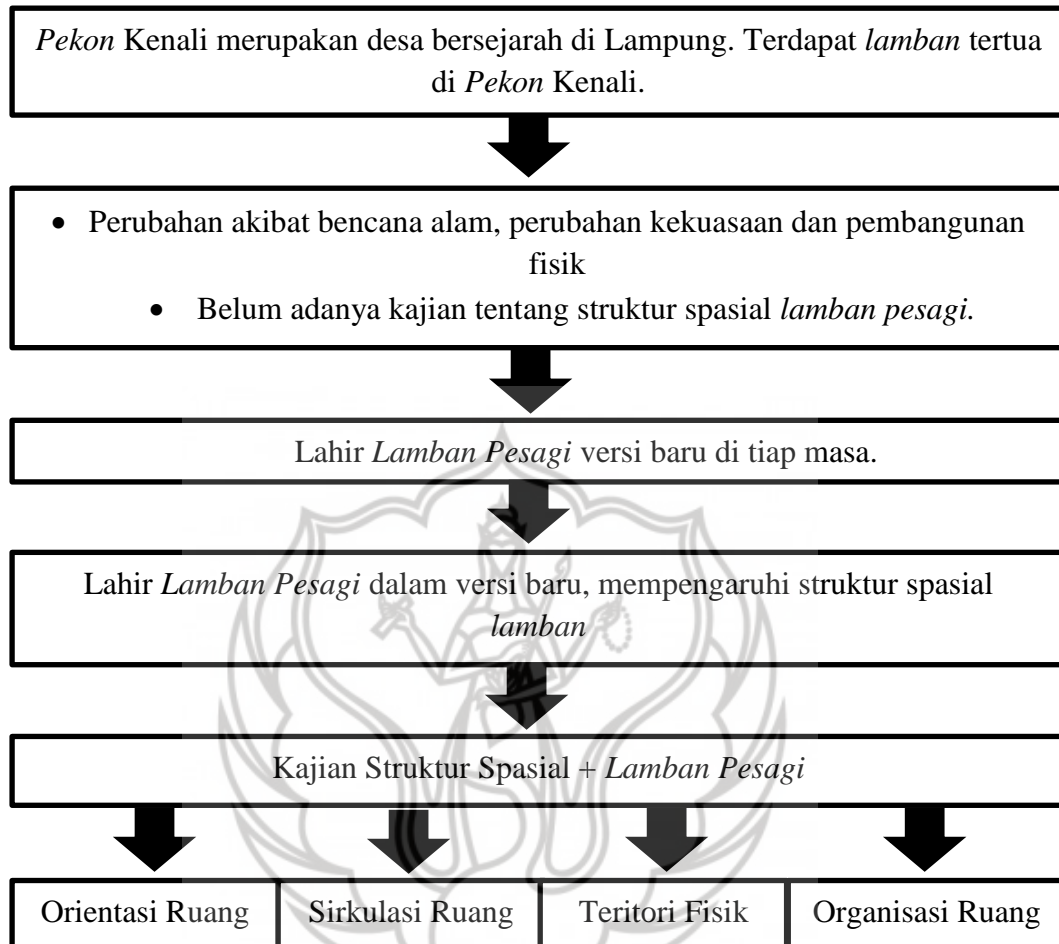 Pekon Kenali merupakan desa bersejarah di Lampung. Terdapat lamban tertua
di Pekon Kenali.
• Perubahan akibat bencana alam, perubahan kekuasaan dan pembangunan
fisik
• Belum adanya kajian tentang struktur spasial lamban pesagi.
Lahir Lamban Pesagi versi baru di tiap masa.
Lahir Lamban Pesagi dalam versi baru, mempengaruhi struktur spasial
lamban
Kajian Struktur Spasial + Lamban Pesagi
Orientasi Ruang
Sirkulasi Ruang
Teritori Fisik
Organisasi Ruang